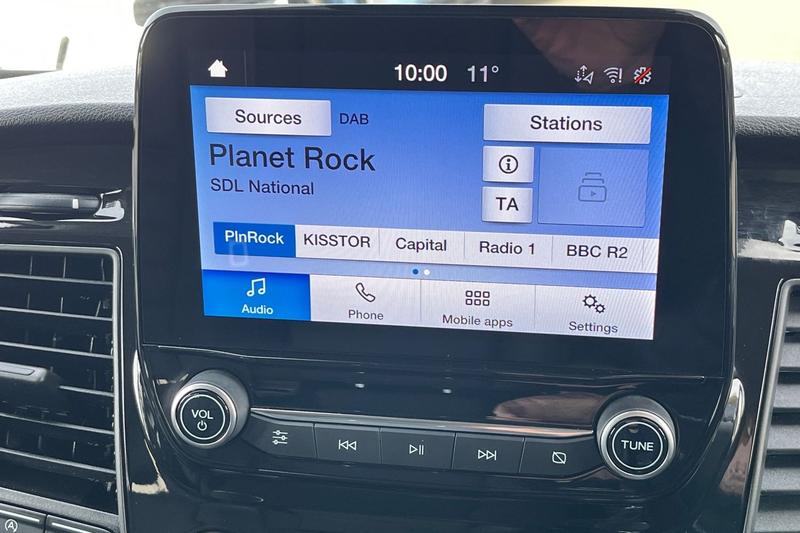 10:00 11°
Sources DAB Stations
Planet Rock
SDL National
TA
PlnRock KISSTOR Capital Radio 1 BBC R2
Audio Phone Mobile apps Settings
VOL TUNE
A